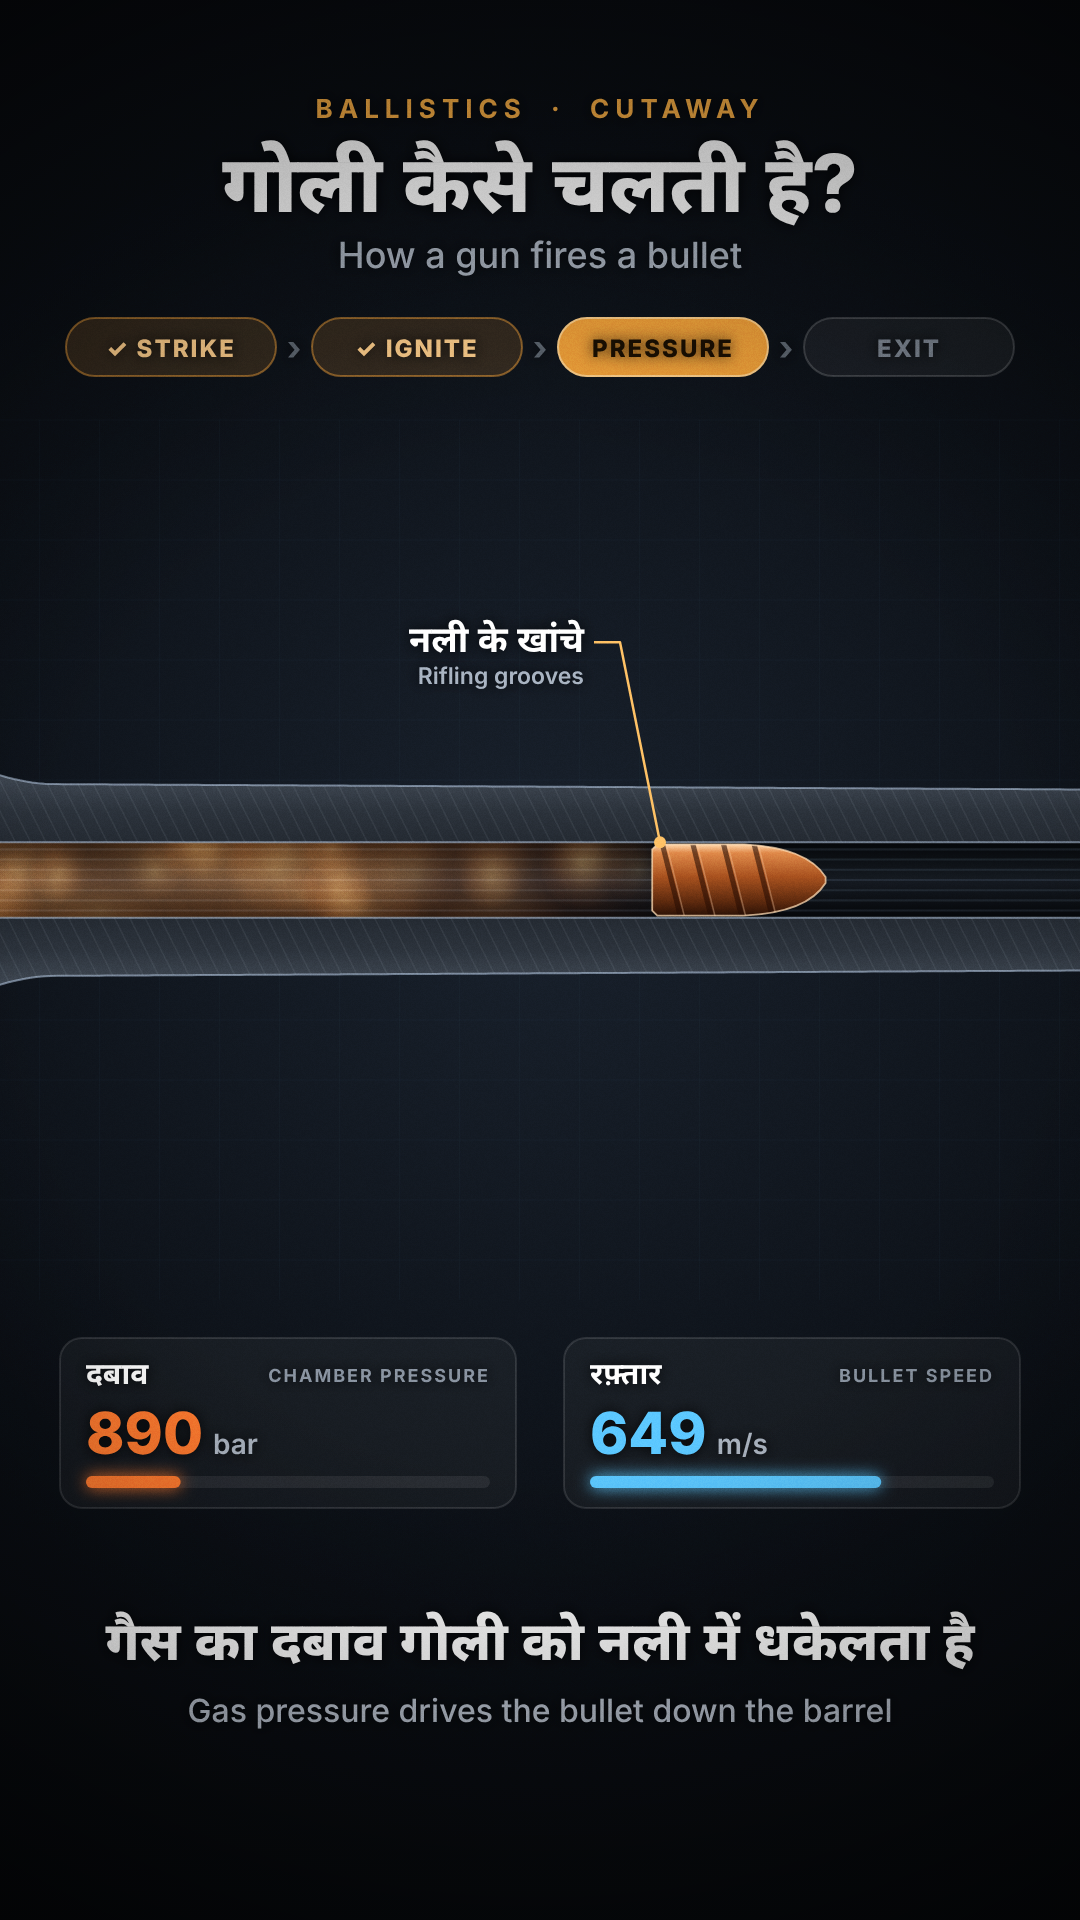 BALLISTICS · CUTAWAY
गोली कैसे चलती है?
How a gun fires a bullet
✓ STRIKE › ✓ IGNITE › PRESSURE › EXIT
नली के खांचे
Rifling grooves
दबाव CHAMBER PRESSURE
890 bar
रफ़्तार BULLET SPEED
649 m/s
गैस का दबाव गोली को नली में धकेलता है
Gas pressure drives the bullet down the barrel